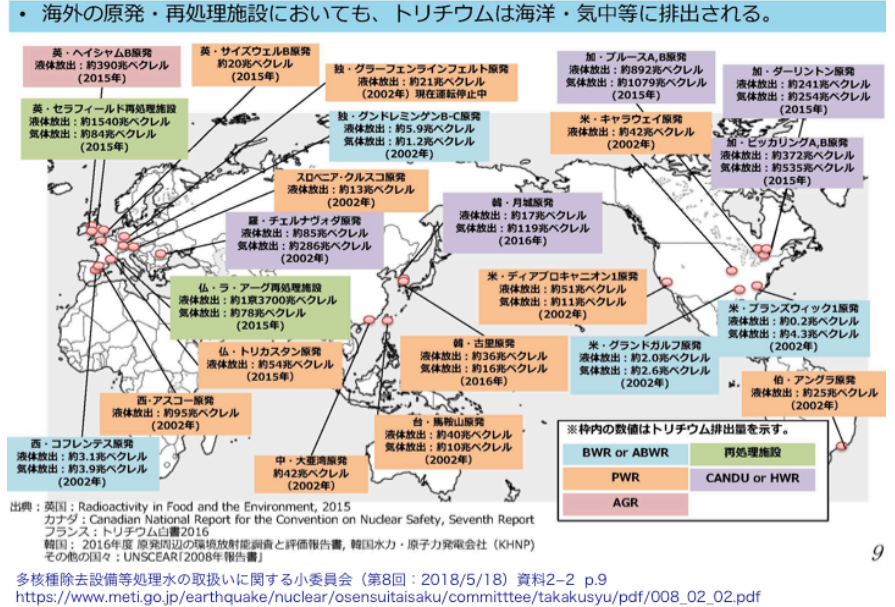 • 海外の原発・再処理施設においても、トリチウムは海洋・気中等に排出される。
英・ヘイシャムB原発
液体放出：約390兆ベクレル
(2015年)
英・サイズウェルB原発
約20兆ベクレル
(2015年)
独・グラーフェンラインフェルト原発
液体放出：約21兆ベクレル
(2002年) 現在運転停止中
英・セラフィールド再処理施設
液体放出：約1540兆ベクレル
気体放出：約84兆ベクレル
(2015年)
独・グンドレミンゲンB-C原発
液体放出：約5.9兆ベクレル
気体放出：約1.2兆ベクレル
(2002年)
スロベニア・クルスコ原発
液体放出：約13兆ベクレル
(2002年)
羅・チェルナヴォダ原発
液体放出：約85兆ベクレル
気体放出：約286兆ベクレル
(2002年)
仏・ラ・アーグ再処理施設
液体放出：約1京3700兆ベクレル
気体放出：約78兆ベクレル
(2015年)
仏・トリカスタン原発
液体放出：約54兆ベクレル
(2015年)
西・アスコー原発
液体放出：約95兆ベクレル
(2002年)
西・コフレンテス原発
液体放出：約3.1兆ベクレル
気体放出：約3.9兆ベクレル
(2002年)
中・大亜湾原発
約42兆ベクレル
(2002年)
台・馬鞍山原発
液体放出：約40兆ベクレル
気体放出：約10兆ベクレル
(2002年)
韓・月城原発
液体放出：約17兆ベクレル
気体放出：約119兆ベクレル
(2016年)
韓・古里原発
液体放出：約36兆ベクレル
気体放出：約16兆ベクレル
(2016年)
加・ブルースA,B原発
液体放出：約892兆ベクレル
気体放出：約1079兆ベクレル
(2015年)
加・ダーリントン原発
液体放出：約241兆ベクレル
気体放出：約254兆ベクレル
(2015年)
米・キャラウェイ原発
液体放出：約42兆ベクレル
(2002年)
加・ピッカリングA,B原発
液体放出：約372兆ベクレル
気体放出：約535兆ベクレル
(2015年)
米・ディアブロキャニオン1原発
液体放出：約51兆ベクレル
気体放出：約11兆ベクレル
(2002年)
米・グランドガルフ原発
液体放出：約2.0兆ベクレル
気体放出：約2.6兆ベクレル
(2002年)
米・ブランズウィック1原発
液体放出：約0.2兆ベクレル
気体放出：約4.3兆ベクレル
(2002年)
伯・アングラ原発
液体放出：約25兆ベクレル
(2002年)
※枠内の数値はトリチウム排出量を示す。
BWR or ABWR
再処理施設
PWR
CANDU or HWR
AGR
出典：英国：Radioactivity in Food and the Environment, 2015
カナダ：Canadian National Report for the Convention on Nuclear Safety, Seventh Report
フランス：トリチウム白書2016
韓国： 2016年度 原発周辺の環境放射能調査と評価報告書, 韓国水力・原子力発電会社（KHNP)
その他の国々：UNSCEAR「2008年報告書」
9
多核種除去設備等処理水の取扱いに関する小委員会（第8回：2018/5/18）資料2−2 p.9
https://www.meti.go.jp/earthquake/nuclear/osensuitaisaku/committtee/takakusyu/pdf/008_02_02.pdf